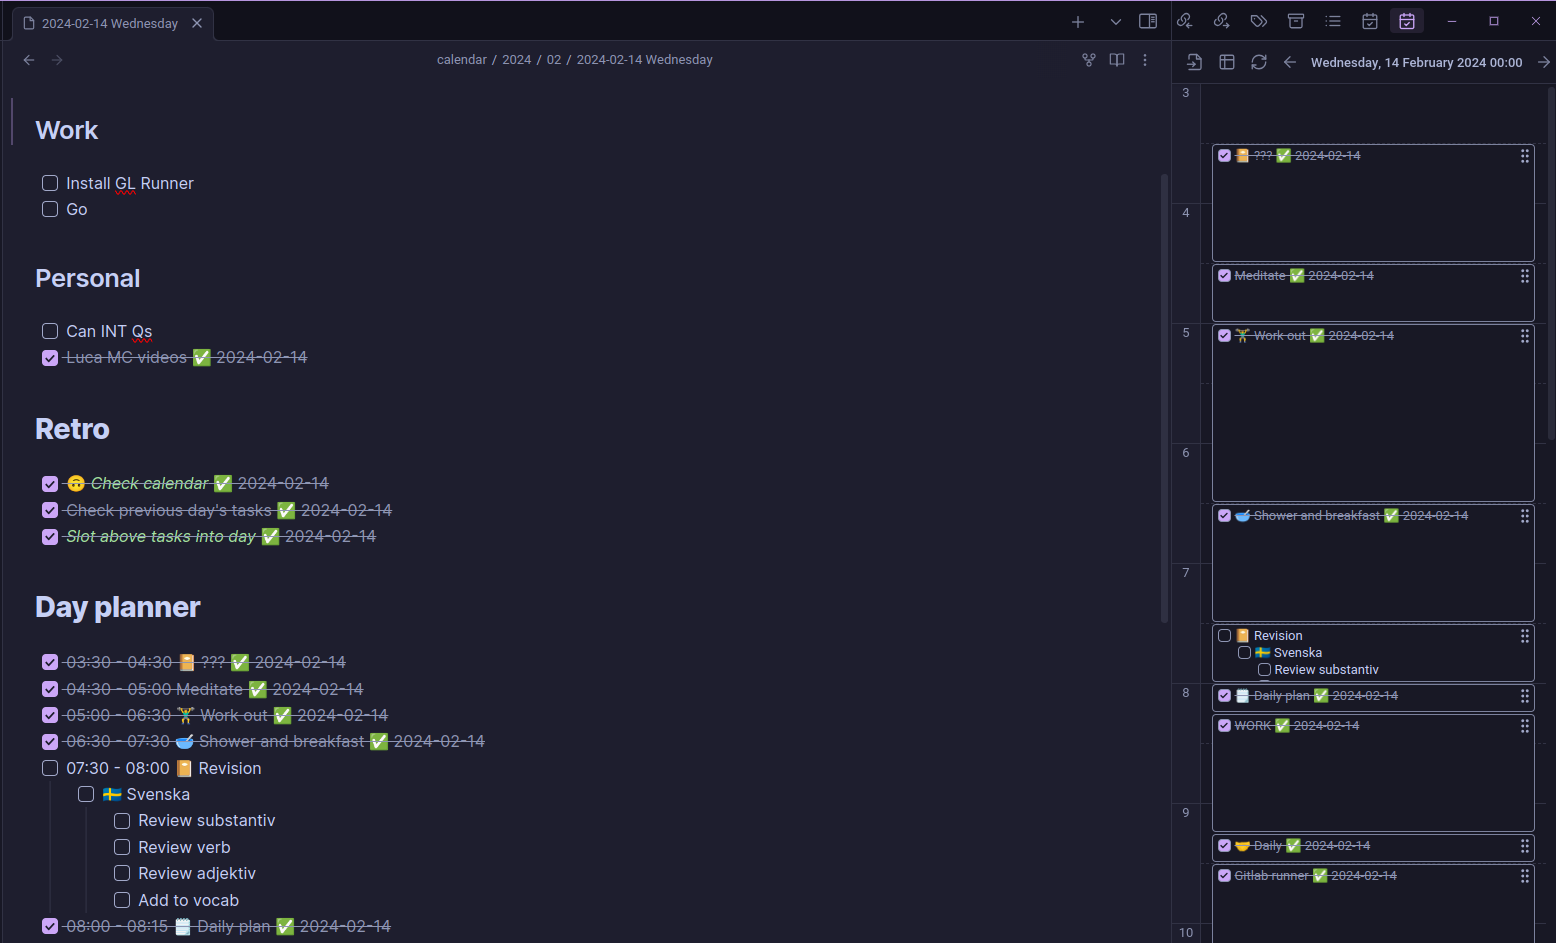 2024-02-14 Wednesday
calendar / 2024 / 02 / 2024-02-14 Wednesday
Work
Install GL Runner
Go
Personal
Can INT Qs
Luca MC videos ✅ 2024-02-14
Retro
🙃 Check calendar ✅ 2024-02-14
Check previous day's tasks ✅ 2024-02-14
Slot above tasks into day ✅ 2024-02-14
Day planner
03:30 - 04:30 📔 ??? ✅ 2024-02-14
04:30 - 05:00 Meditate ✅ 2024-02-14
05:00 - 06:30 🏋️ Work out ✅ 2024-02-14
06:30 - 07:30 🥣 Shower and breakfast ✅ 2024-02-14
07:30 - 08:00 📔 Revision
🇸🇪 Svenska
Review substantiv
Review verb
Review adjektiv
Add to vocab
08:00 - 08:15 🗒️ Daily plan ✅ 2024-02-14
Wednesday, 14 February 2024 00:00
3
📔 ??? ✅ 2024-02-14
4
Meditate ✅ 2024-02-14
5
🏋️ Work out ✅ 2024-02-14
6
🥣 Shower and breakfast ✅ 2024-02-14
7
📔 Revision
🇸🇪 Svenska
Review substantiv
8
🗒️ Daily plan ✅ 2024-02-14
WORK ✅ 2024-02-14
9
🤝 Daily ✅ 2024-02-14
Gitlab runner ✅ 2024-02-14
10